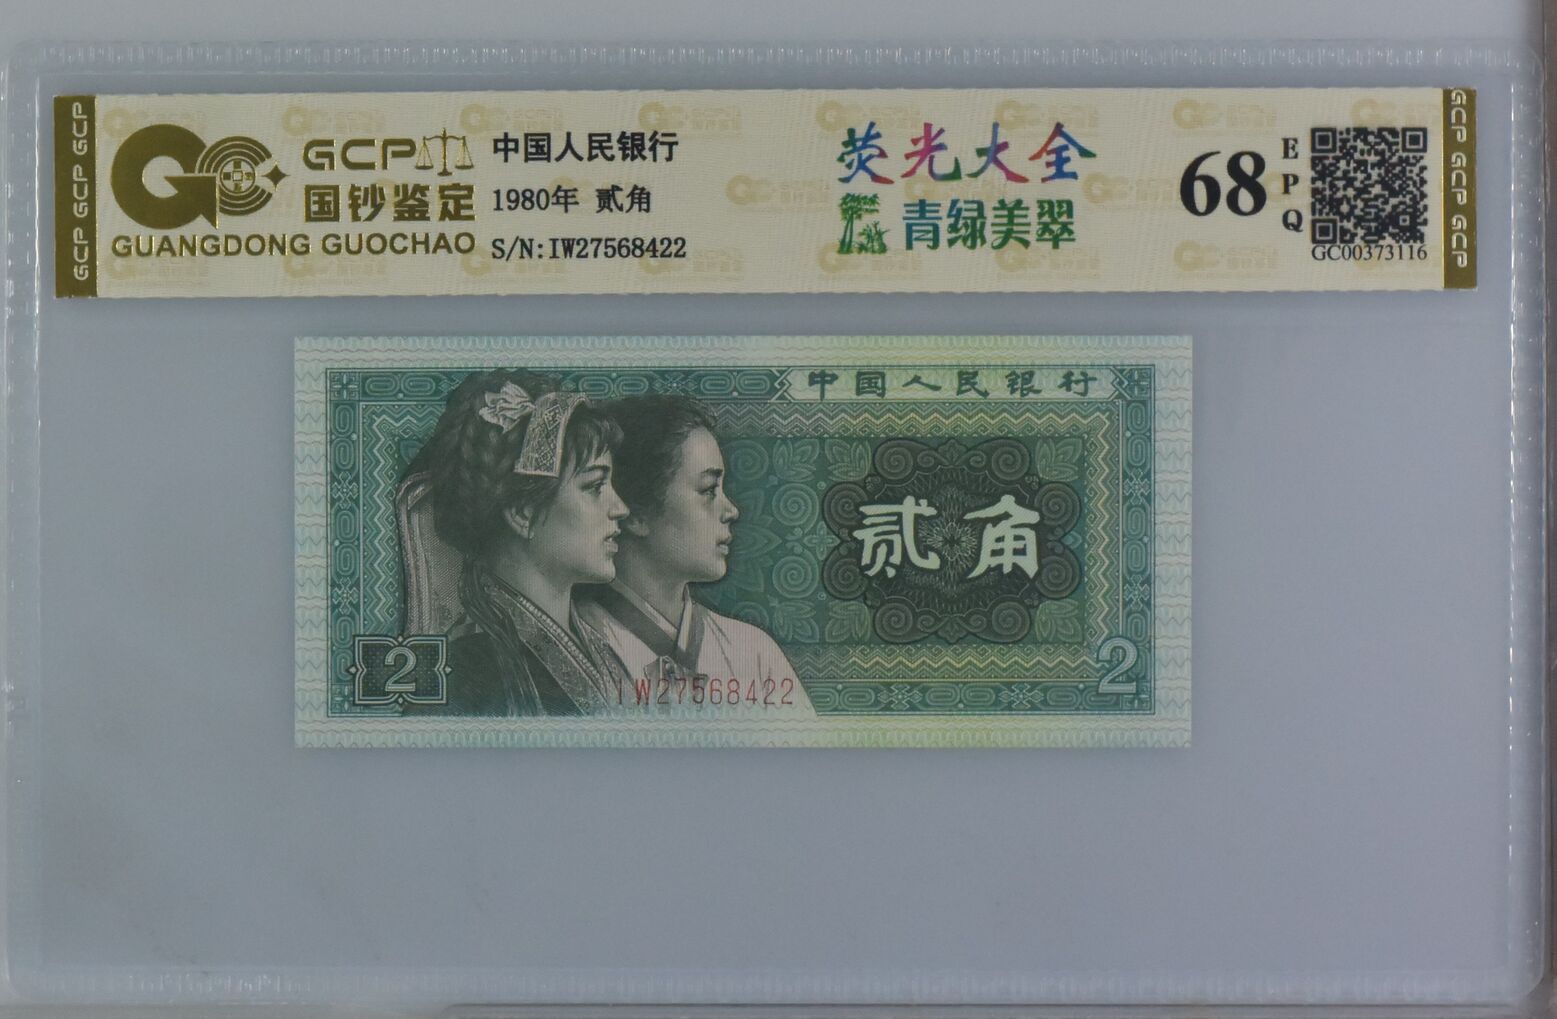 GCP GCP GCP
GCP
国钞鉴定
GUANGDONG GUOCHAO
中国人民银行
1980年 贰角
S/N:IW27568422
荧光大全
青绿美翠
68
EPQ
GC00373116
GCP GCP GCP
中国人民银行
贰角
2
IW27568422
2